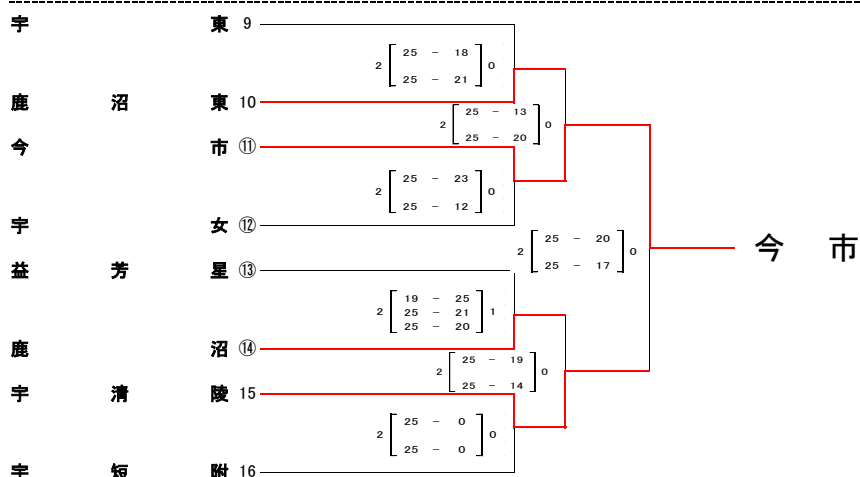 宇 東 9
2 25 - 18 0
25 - 21
鹿 沼 東 10
2 25 - 13 0
25 - 20
今 市 ⑪
2 25 - 23 0
25 - 12
宇 女 ⑫
2 25 - 20 0
25 - 17
今 市
益 芳 星 ⑬
2 19 - 25 1
25 - 21
25 - 20
鹿 沼 ⑭
2 25 - 19 0
25 - 14
宇 清 陵 15
2 25 - 0 0
25 - 0
宇 短 附 16